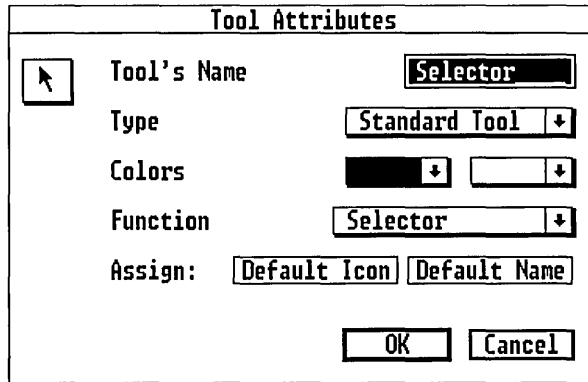 Tool Attributes
Tool's Name Selector
Type Standard Tool
Colors
Function Selector
Assign: Default Icon Default Name
OK Cancel